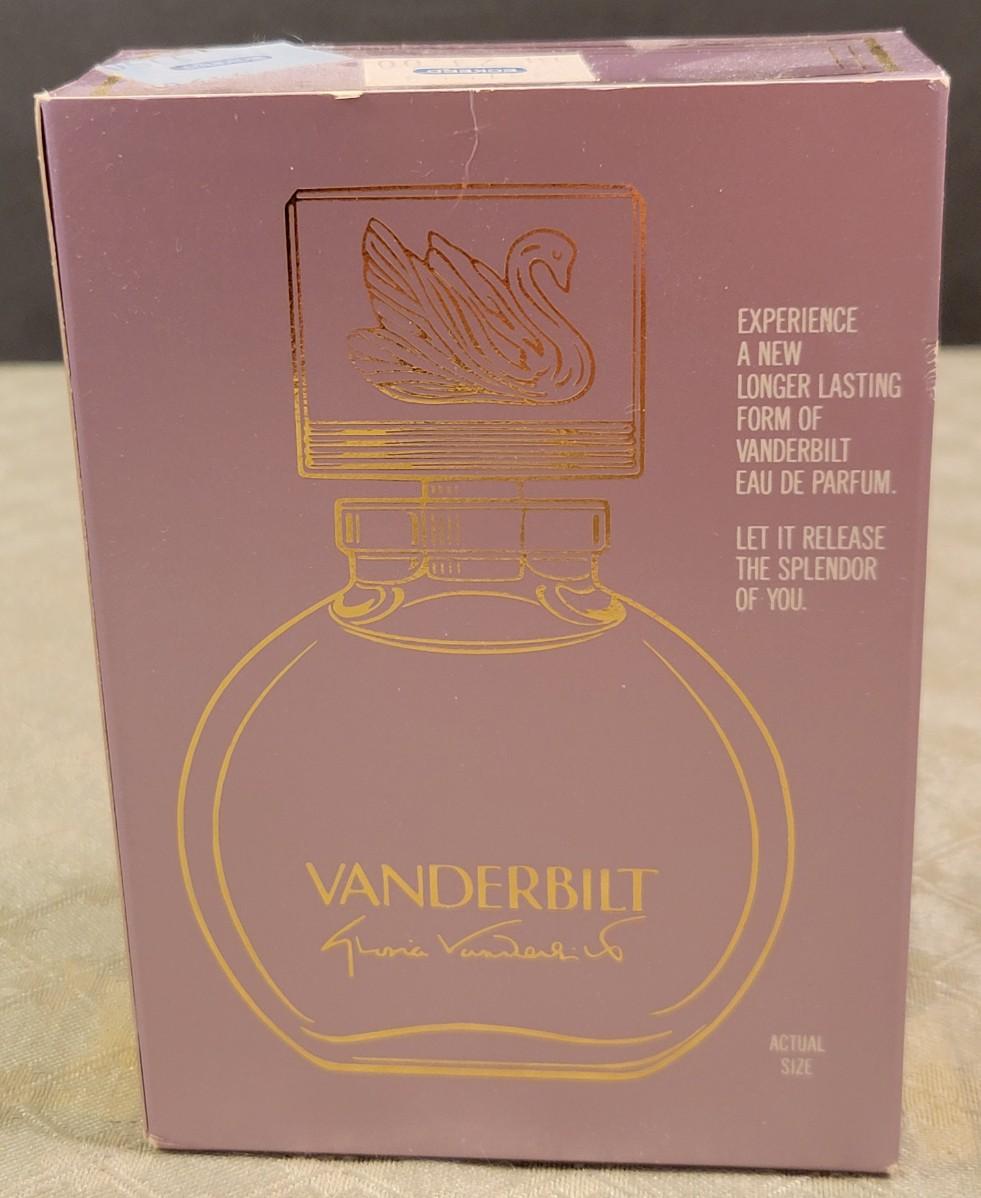 ECKERD
EXPERIENCE
A NEW
LONGER LASTING
FORM OF
VANDERBILT
EAU DE PARFUM.
LET IT RELEASE
THE SPLENDOR
OF YOU.
VANDERBILT
Gloria Vanderbilt
ACTUAL
SIZE